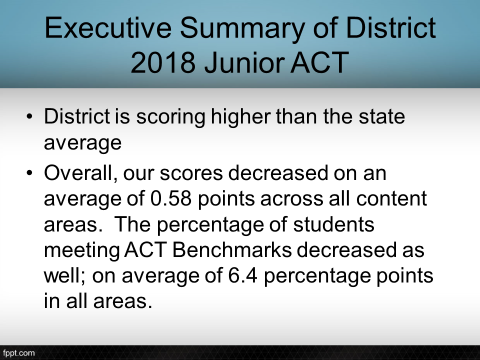 Executive Summary of District
2018 Junior ACT
• District is scoring higher than the state
average
• Overall, our scores decreased on an
average of 0.58 points across all content
areas.  The percentage of students
meeting ACT Benchmarks decreased as
well; on average of 6.4 percentage points
in all areas.
fppt.com